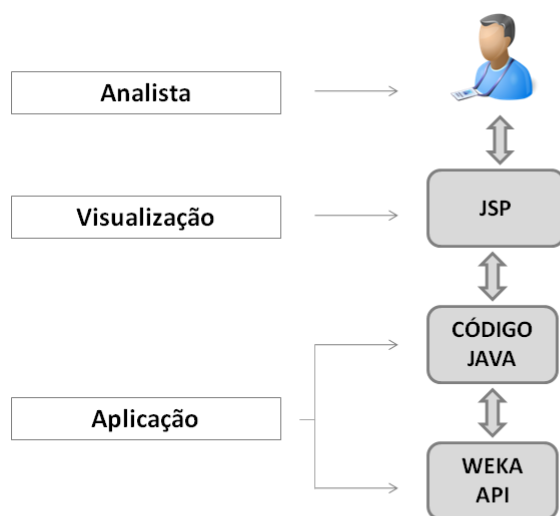 Analista
Visualização
JSP
CÓDIGO
JAVA
Aplicação
WEKA
API